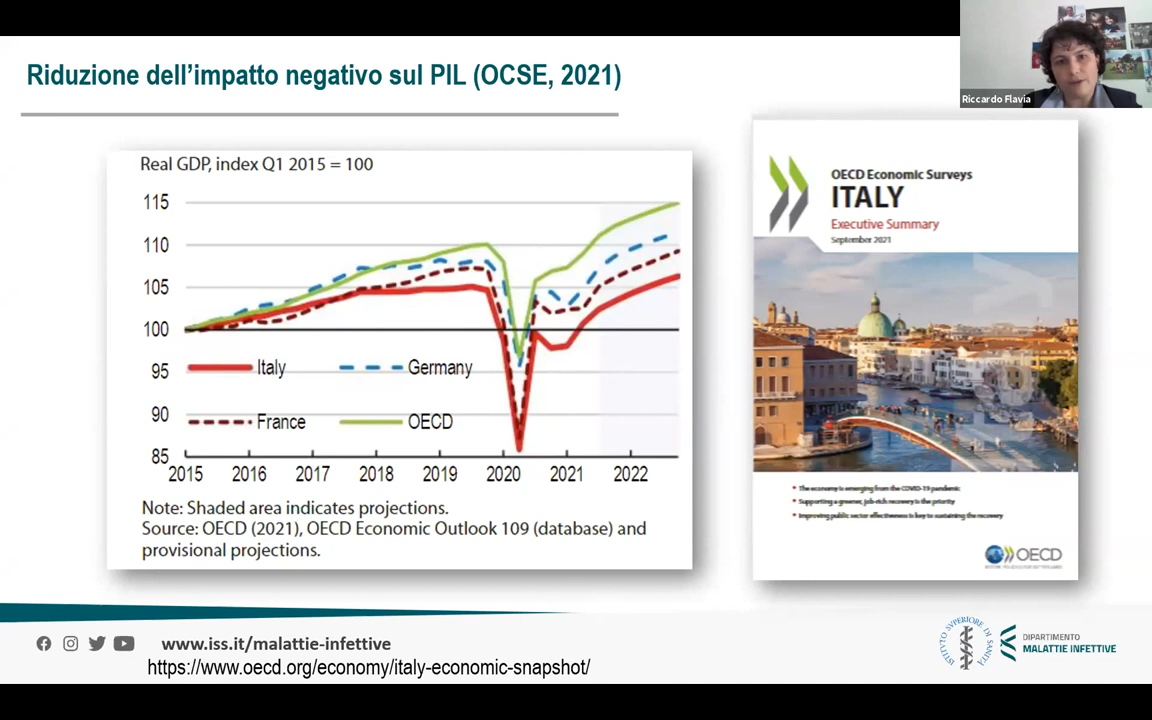 Riduzione dell’impatto negativo sul PIL (OCSE, 2021)
Riccardo Flavia
Real GDP, index Q1 2015 = 100
115
110
105
100
95
90
85
Italy
Germany
France
OECD
2015 2016 2017 2018 2019 2020 2021 2022
Note: Shaded area indicates projections.
Source: OECD (2021), OECD Economic Outlook 109 (database) and
provisional projections.
OECD Economic Surveys
ITALY
Executive Summary
September 2021
• The economy is emerging from the COVID-19 pandemic
• Supporting a greener, job-rich recovery is the priority
• Improving public sector effectiveness is key to sustaining the recovery
OECD
www.iss.it/malattie-infettive
https://www.oecd.org/economy/italy-economic-snapshot/
ISTITUTO SUPERIORE DI SANITÀ
DIPARTIMENTO
MALATTIE INFETTIVE